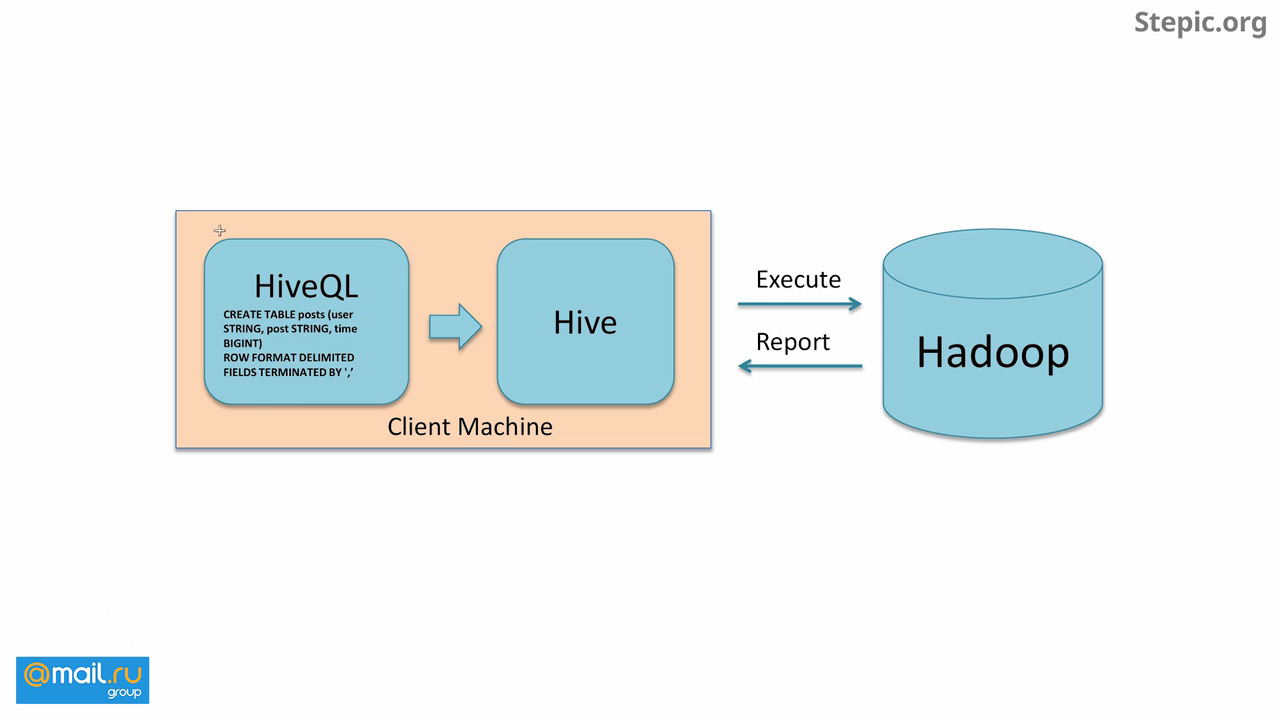 Stepic.org
HiveQL
CREATE TABLE posts (user
STRING, post STRING, time
BIGINT)
ROW FORMAT DELIMITED
FIELDS TERMINATED BY ',’
Hive
Client Machine
Execute
Report
Hadoop
@mail.ru
group